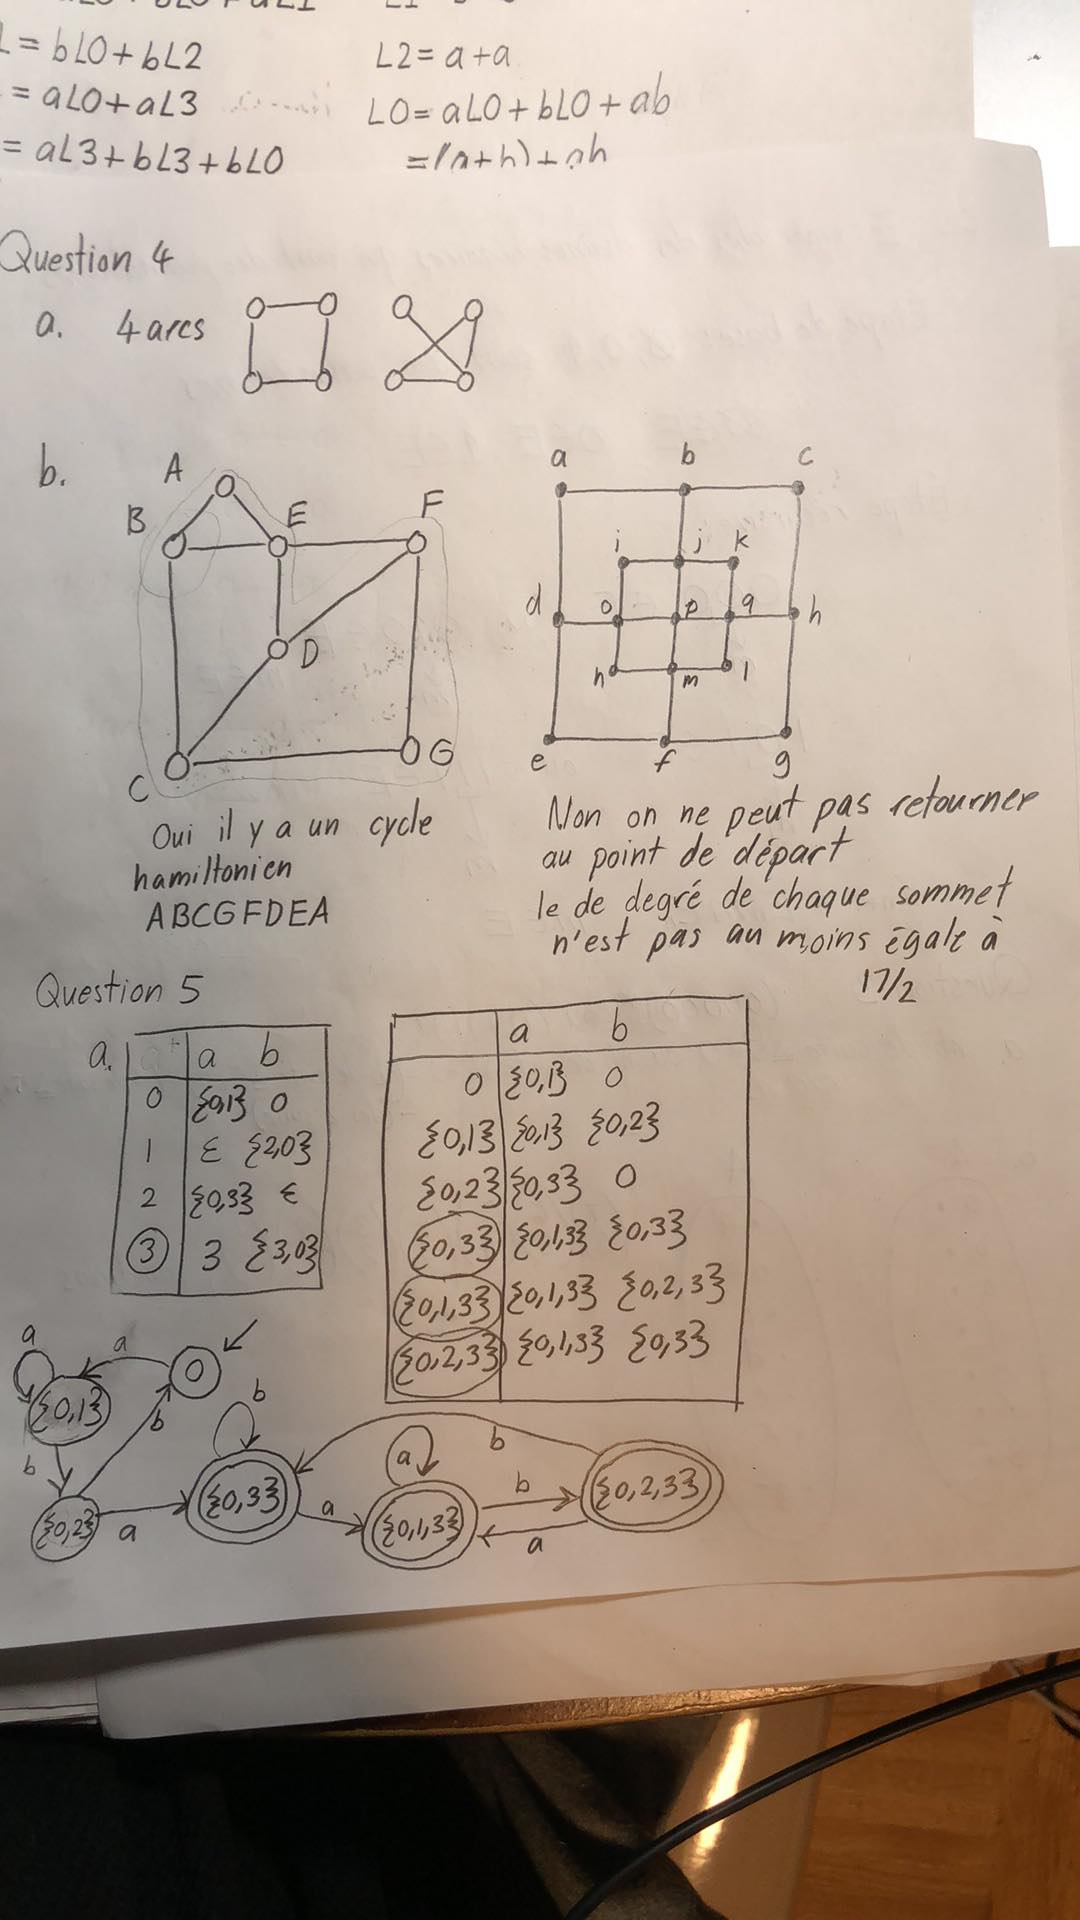 L = bL0 + bL2
L2 = a + a
= aL0 + aL3
L0 = aL0 + bL0 + ab
= aL3 + bL3 + bL0
= (a+b) + ab
Question 4
a. 4 arcs
b.
A
B E F
D
C G
a b c
i j k
d o p q h
n m l
e f g
Oui il y a un cycle
hamiltonien
ABCGFDEA
Non on ne peut pas retourner
au point de départ
le de degré de chaque sommet
n'est pas au moins égale à
17/2
Question 5
a.
a b
0 {0,1} 0
1 ε {2,0}
2 {0,3} ε
3 3 {3,0}
a b
0 {0,1} 0
{0,1} {0,1} {0,2}
{0,2} {0,3} 0
{0,3} {0,1,3} {0,3}
{0,1,3} {0,1,3} {0,2,3}
{0,2,3} {0,1,3} {0,3}
a a 0
{0,1} b b b
b {0,3} a {0,2,3}
{0,2} a a {0,1,3} b
a